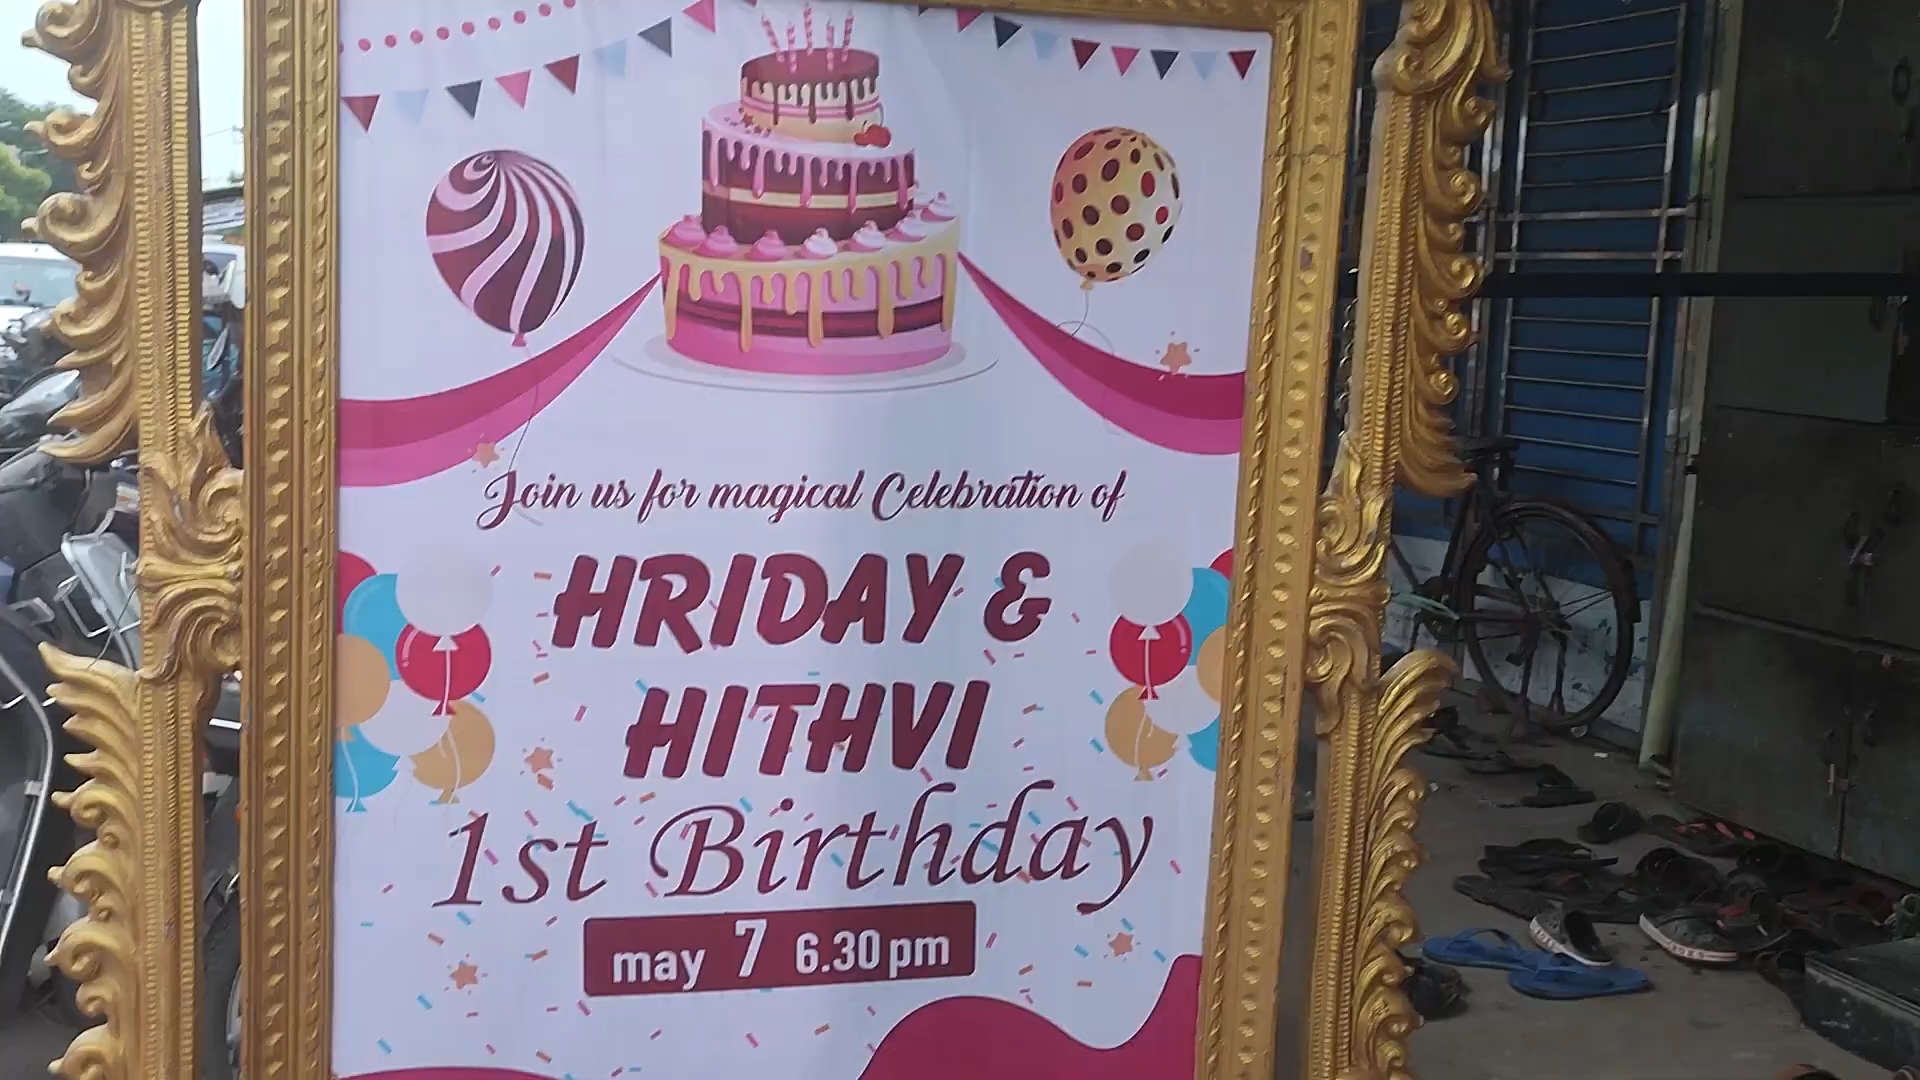 Join us for magical Celebration of
HRIDAY &
HITHVI
1st Birthday
may 7 6.30 pm